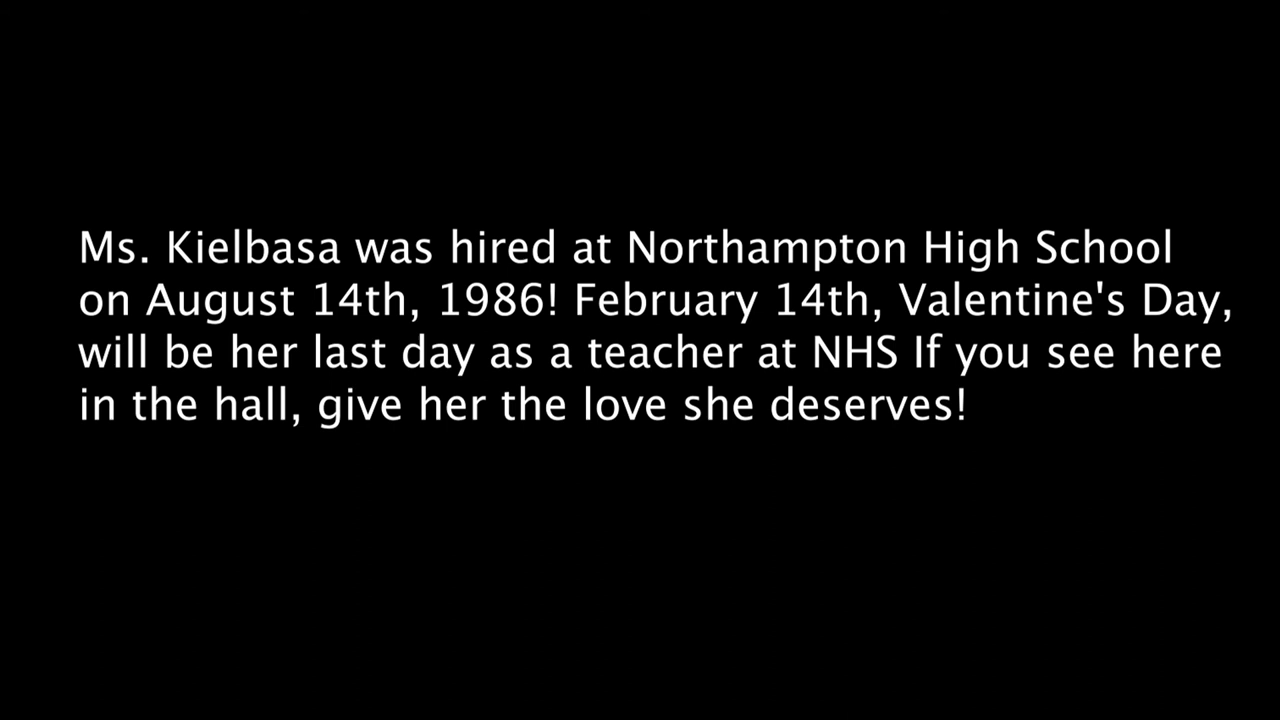 Ms. Kielbasa was hired at Northampton High School
on August 14th, 1986! February 14th, Valentine's Day,
will be her last day as a teacher at NHS If you see here
in the hall, give her the love she deserves!